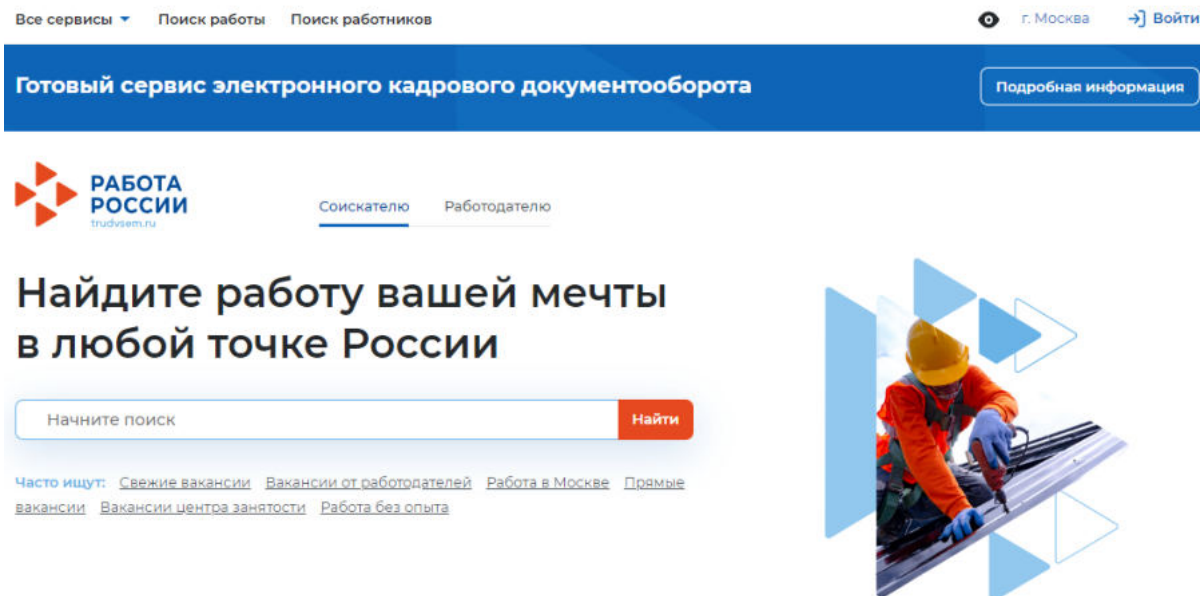 Все сервисы Поиск работы Поиск работников г. Москва Войти
Готовый сервис электронного кадрового документооборота Подробная информация
РАБОТА
РОССИИ
trudvsem.ru
Соискателю Работодателю
Найдите работу вашей мечты
в любой точке России
Начните поиск Найти
Часто ищут: Свежие вакансии Вакансии от работодателей Работа в Москве Прямые
вакансии Вакансии центра занятости Работа без опыта